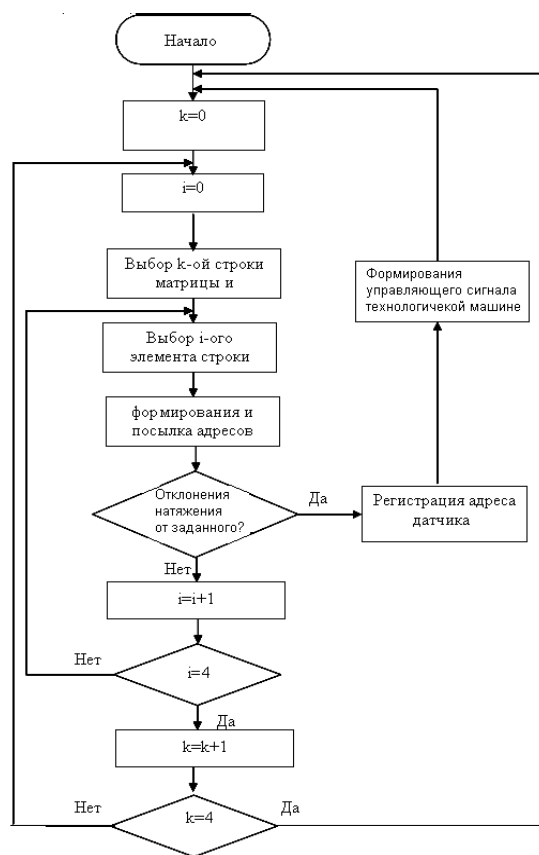 Начало
k=0
i=0
Выбор k-ой строки
матрицы и
Формирования
управляющего сигнала
технологичекой машине
Выбор i-ого
элемента строки
формирования и
посылка адресов
Отклонения
натяжения
от заданного?
Да
Регистрация адреса
датчика
Нет
i=i+1
Нет
i=4
Да
k=k+1
Нет
k=4
Да